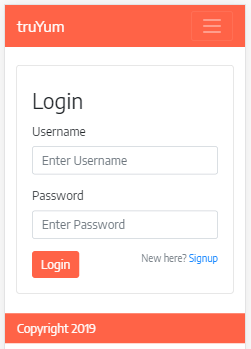 truYum
Login
Username
Enter Username
Password
Enter Password
Login New here? Signup
Copyright 2019